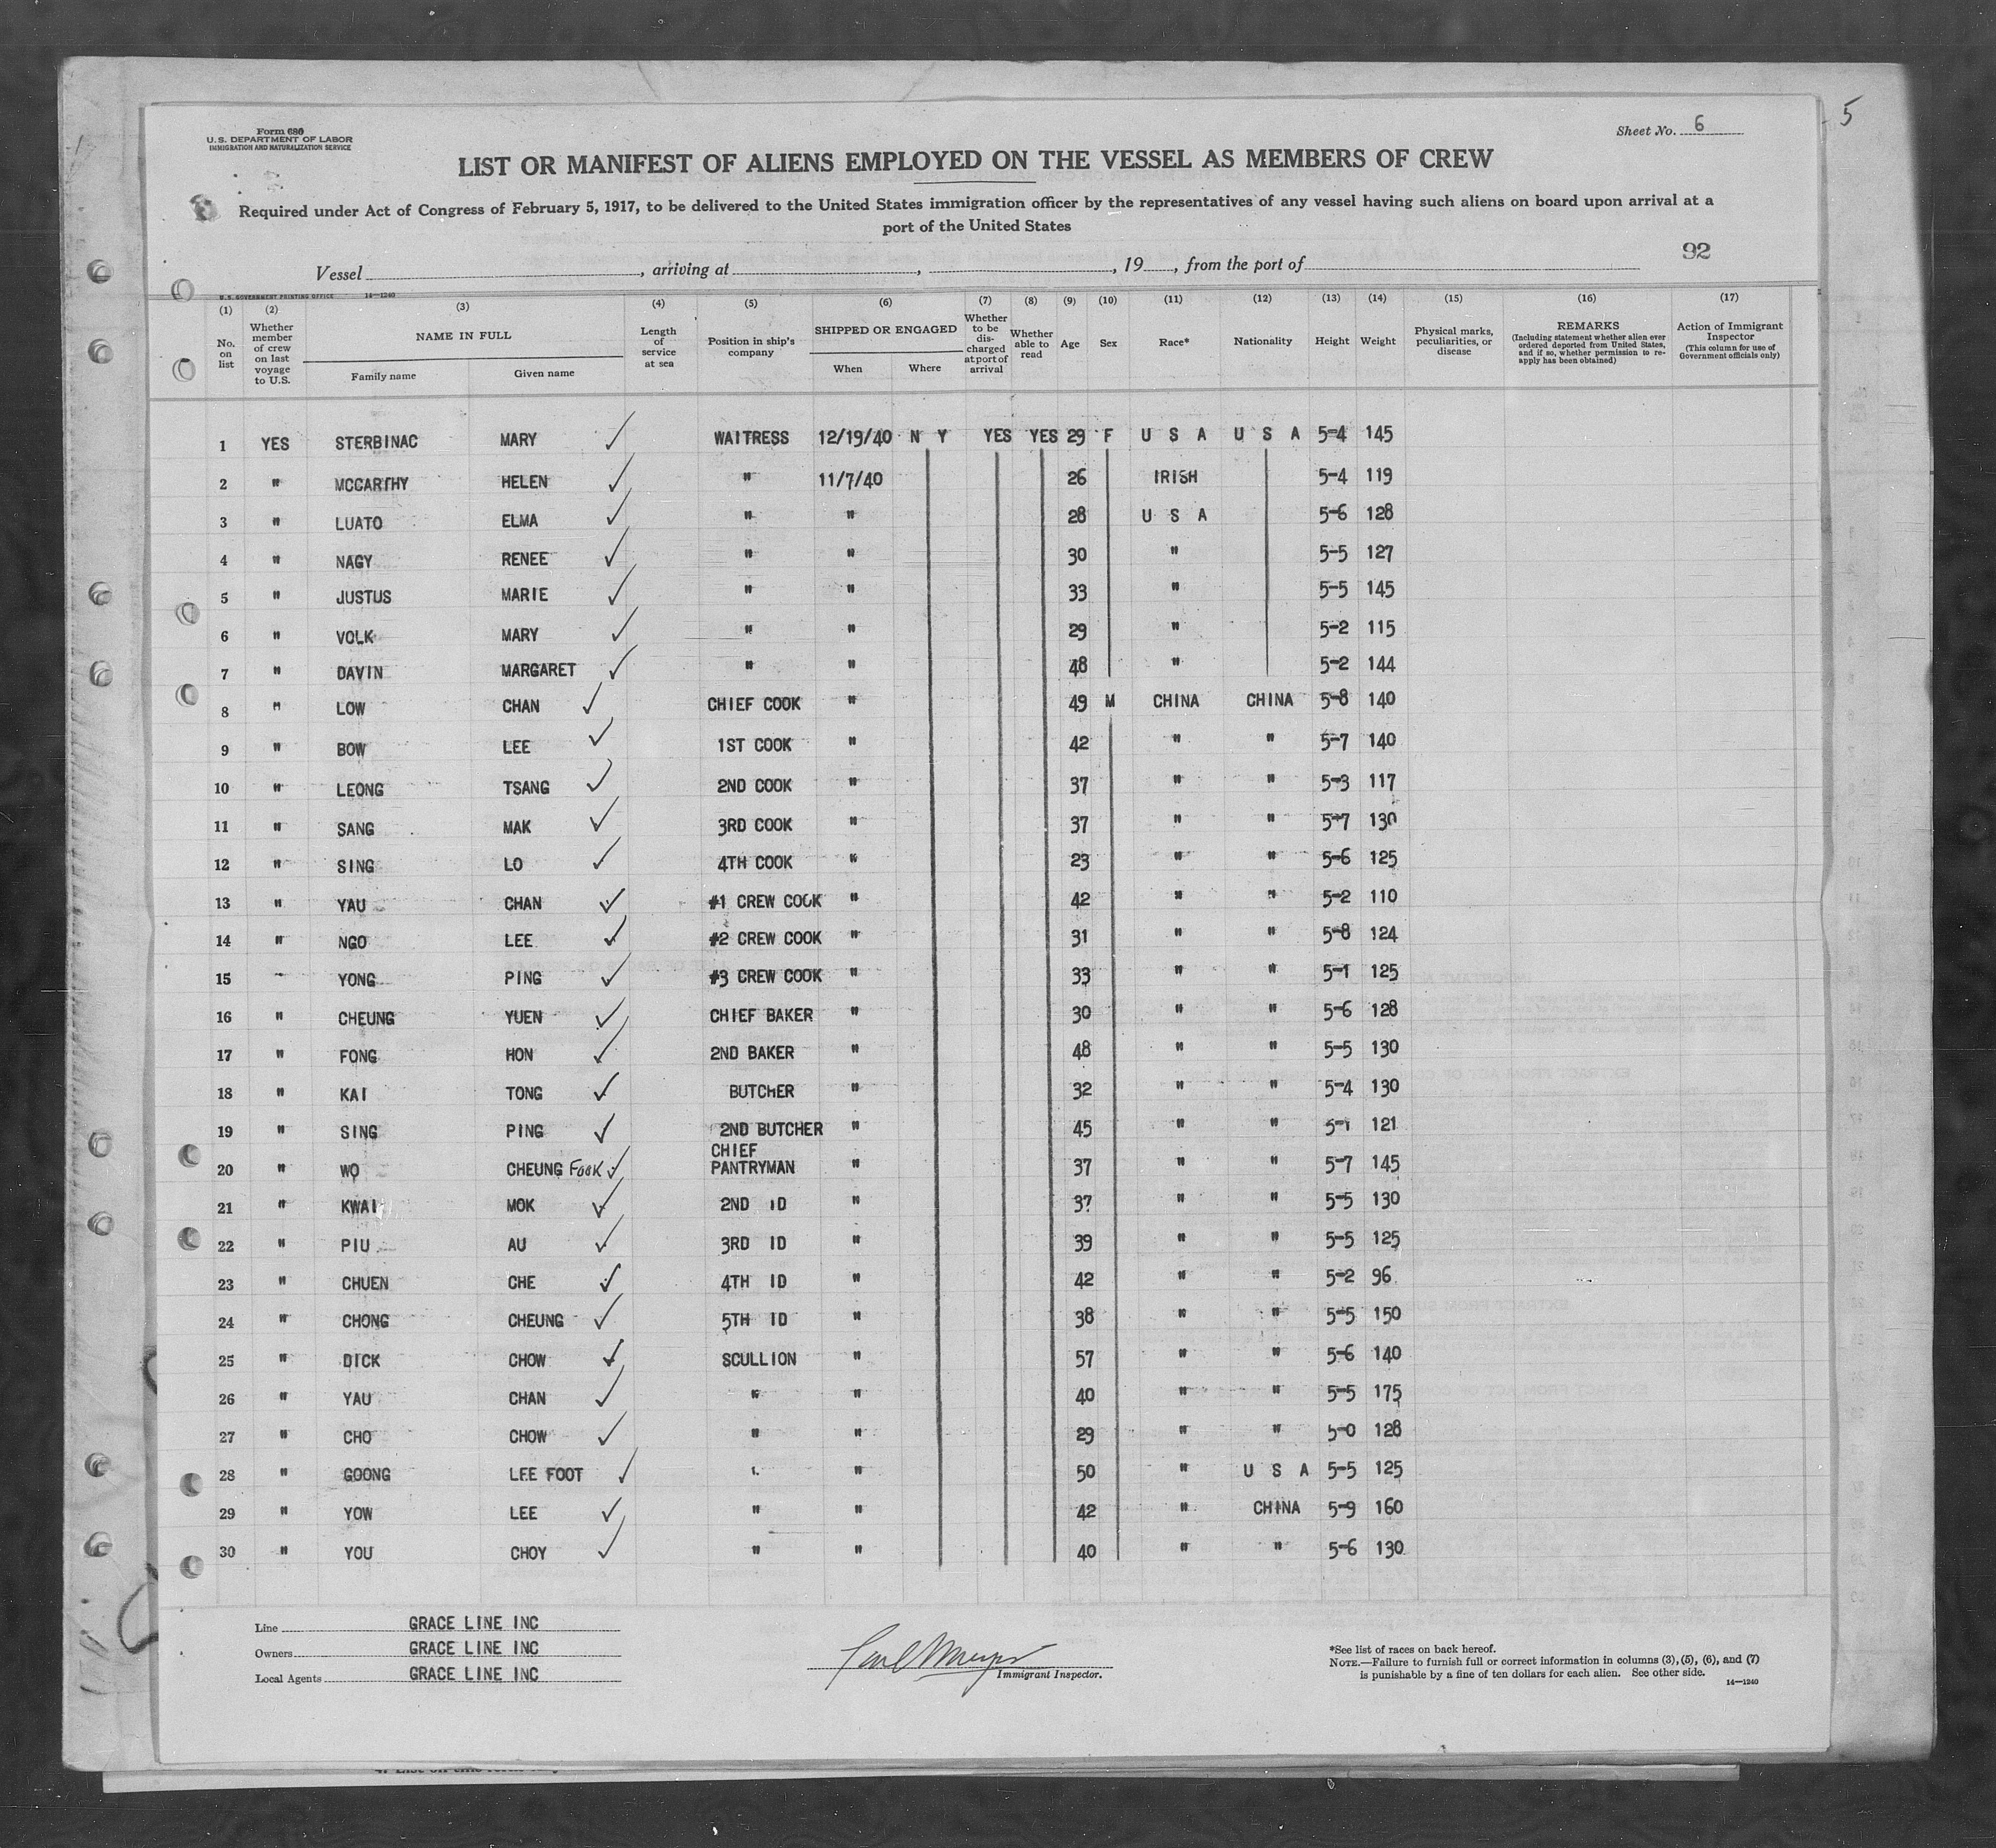 5
Form 680
U.S. DEPARTMENT OF LABOR
IMMIGRATION AND NATURALIZATION SERVICE
Sheet No. 6
LIST OR MANIFEST OF ALIENS EMPLOYED ON THE VESSEL AS MEMBERS OF CREW
Required under Act of Congress of February 5, 1917, to be delivered to the United States immigration officer by the representatives of any vessel having such aliens on board upon arrival at a
port of the United States
92
Vessel , arriving at , , 19 , from the port of
U.S. GOVERNMENT PRINTING OFFICE 14—1240
(1) No. on list (2) Whether member of crew on last voyage to U.S. (3) NAME IN FULL Family name Given name (4) Length of service at sea (5) Position in ship's company (6) SHIPPED OR ENGAGED When Where (7) Whether to be discharged at port of arrival (8) Whether able to read (9) Age (10) Sex (11) Race* (12) Nationality (13) Height (14) Weight (15) Physical marks, peculiarities, or disease (16) REMARKS (Including statement whether alien ever ordered deported from United States, and if so, whether permission to re-apply has been obtained) (17) Action of Immigrant Inspector (This column for use of Government officials only)
1 YES STERBINAC MARY ✓ WAITRESS 12/19/40 N Y YES YES 29 F U S A U S A 5-4 145
2 " MCCARTHY HELEN ✓ " 11/7/40 26 IRISH 5-4 119
3 " LUATO ELMA ✓ " " 28 U S A 5-6 128
4 " NAGY RENEE ✓ " " 30 " 5-5 127
5 " JUSTUS MARIE ✓ " " 33 " 5-5 145
6 " VOLK MARY ✓ " " 29 " 5-2 115
7 " DAVIN MARGARET ✓ " " 48 " 5-2 144
8 " LOW CHAN ✓ CHIEF COOK " 49 M CHINA CHINA 5-8 140
9 " BOW LEE ✓ 1ST COOK " 42 " " 5-7 140
10 " LEONG TSANG ✓ 2ND COOK " 37 " " 5-3 117
11 " SANG MAK ✓ 3RD COOK " 37 " " 5-7 130
12 " SING LO ✓ 4TH COOK " 23 " " 5-6 125
13 " YAU CHAN ✓ #1 CREW COOK " 42 " " 5-2 110
14 " NGO LEE ✓ #2 CREW COOK " 31 " " 5-8 124
15 " YONG PING ✓ #3 CREW COOK " 33 " " 5-1 125
16 " CHEUNG YUEN ✓ CHIEF BAKER " 30 " " 5-6 128
17 " FONG HON ✓ 2ND BAKER " 48 " " 5-5 130
18 " KAI TONG ✓ BUTCHER " 32 " " 5-4 130
19 " SING PING ✓ 2ND BUTCHER " 45 " " 5-1 121
20 " WO CHEUNG FOOK ✓ CHIEF PANTRYMAN " 37 " " 5-7 145
21 " KWAI MOK ✓ 2ND ID " 37 " " 5-5 130
22 " PIU AU ✓ 3RD ID " 39 " " 5-5 125
23 " CHUEN CHE ✓ 4TH ID " 42 " " 5-2 96
24 " CHONG CHEUNG ✓ 5TH ID " 38 " " 5-5 150
25 " DICK CHOW ✓ SCULLION " 57 " " 5-6 140
26 " YAU CHAN ✓ " " 40 " " 5-5 175
27 " CHO CHOW ✓ " " 29 " " 5-0 128
28 " GOONG LEE FOOT ✓ " " 50 " U S A 5-5 125
29 " YOW LEE ✓ " " 42 " CHINA 5-9 160
30 " YOU CHOY ✓ " " 40 " " 5-6 130
Line GRACE LINE INC
Owners GRACE LINE INC
Local Agents GRACE LINE INC
Immigrant Inspector.
*See list of races on back hereof.
NOTE.—Failure to furnish full or correct information in columns (3), (5), (6), and (7)
is punishable by a fine of ten dollars for each alien. See other side.
14—1240